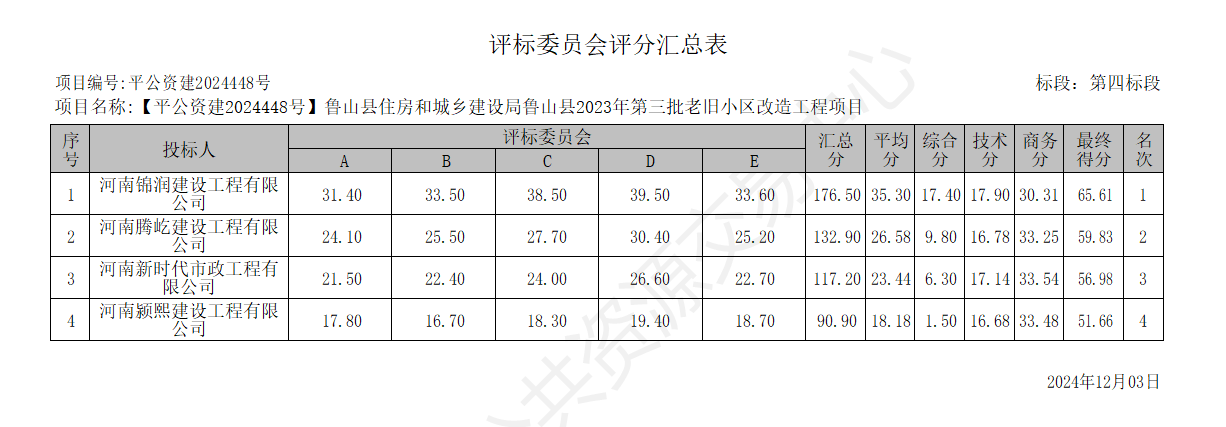 评标委员会评分汇总表
项目编号:平公资建2024448号 标段：第四标段
项目名称:【平公资建2024448号】鲁山县住房和城乡建设局鲁山县2023年第三批老旧小区改造工程项目
序号 投标人 评标委员会 汇总分 平均分 综合分 技术分 商务分 最终得分 名次
A B C D E
1 河南锦润建设工程有限公司 31.40 33.50 38.50 39.50 33.60 176.50 35.30 17.40 17.90 30.31 65.61 1
2 河南腾屹建设工程有限公司 24.10 25.50 27.70 30.40 25.20 132.90 26.58 9.80 16.78 33.25 59.83 2
3 河南新时代市政工程有限公司 21.50 22.40 24.00 26.60 22.70 117.20 23.44 6.30 17.14 33.54 56.98 3
4 河南颍熙建设工程有限公司 17.80 16.70 18.30 19.40 18.70 90.90 18.18 1.50 16.68 33.48 51.66 4
2024年12月03日
公共资源交易中心